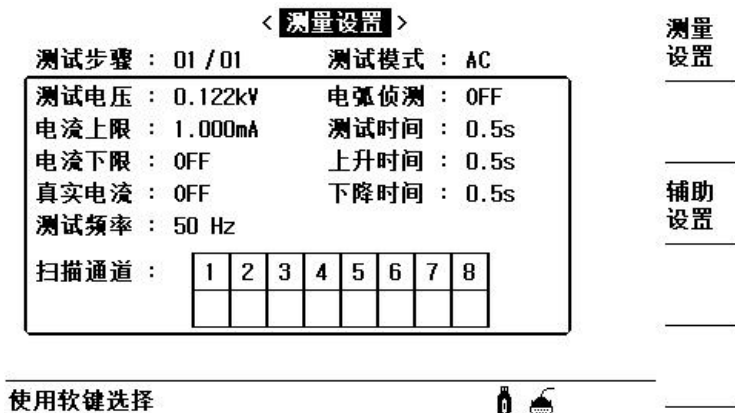 < 测量设置 >
测试步骤 : 01 / 01 测试模式 : AC
测试电压 : 0.122kV 电弧侦测 : OFF
电流上限 : 1.000mA 测试时间 : 0.5s
电流下限 : OFF 上升时间 : 0.5s
真实电流 : OFF 下降时间 : 0.5s
测试频率 : 50 Hz
扫描通道 : 1 2 3 4 5 6 7 8
使用软键选择
测量
设置
辅助
设置